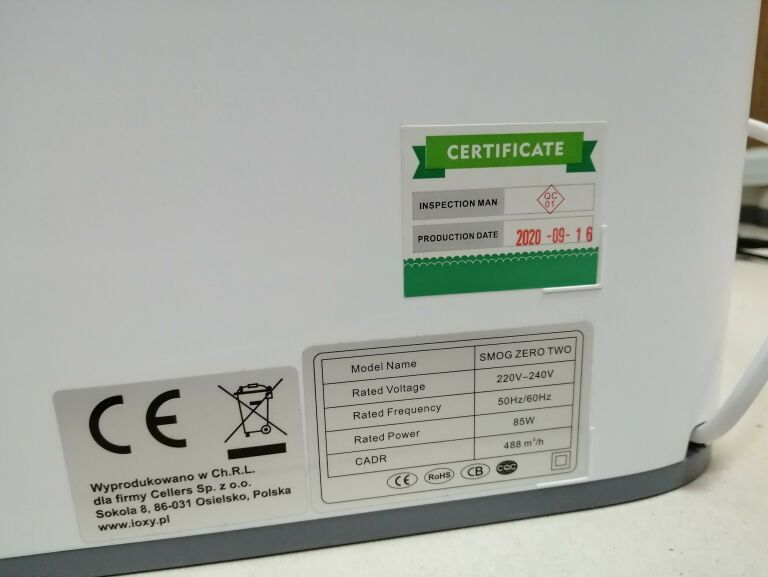 CERTIFICATE
INSPECTION MAN QC 01
PRODUCTION DATE 2020-09-16
Model Name SMOG ZERO TWO
Rated Voltage 220V~240V
Rated Frequency 50Hz/60Hz
Rated Power 85W
CADR 488 m³/h
CE RoHS CB CQC
CE
Wyprodukowano w Ch.R.L.
dla firmy Cellers Sp. z o.o.
Sokola 8, 86-031 Osielsko, Polska
www.ioxy.pl